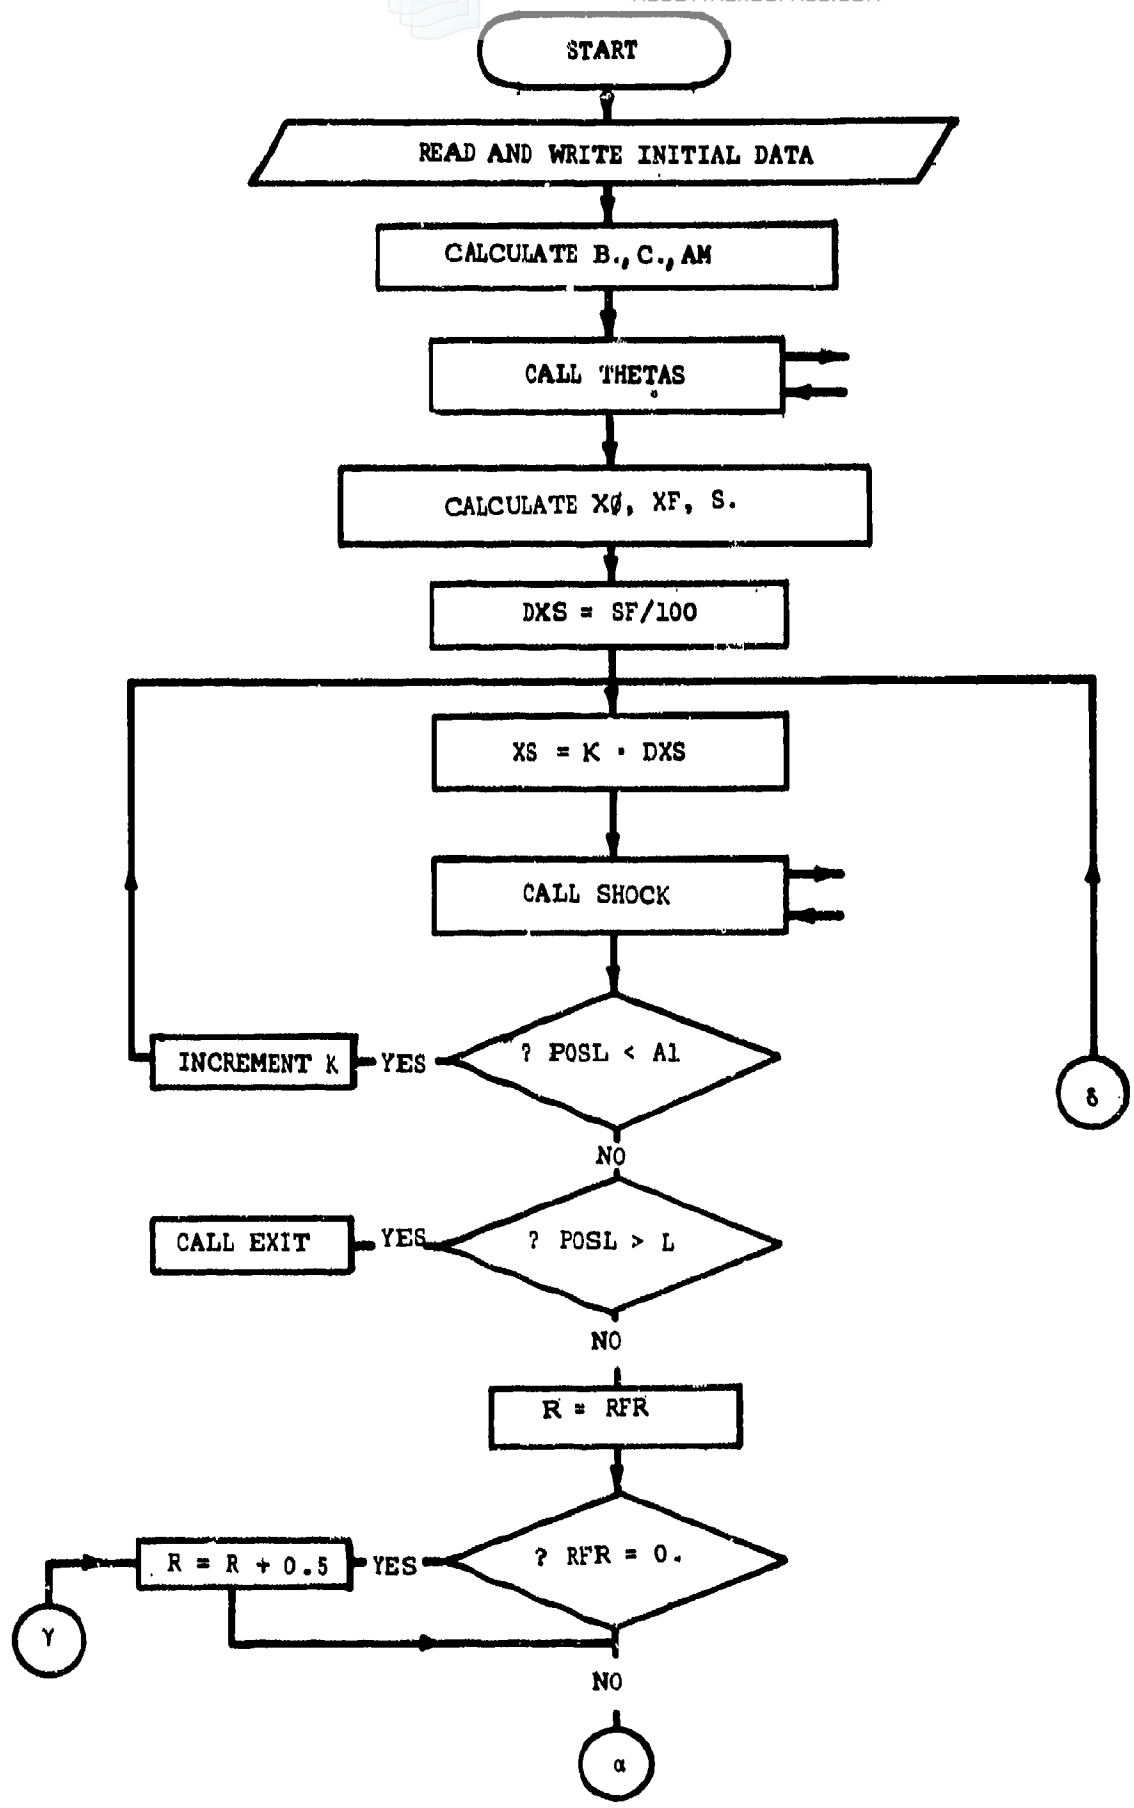 START
READ AND WRITE INITIAL DATA
CALCULATE B., C., AM
CALL THETAS
CALCULATE XØ, XF, S.
DXS = SF/100
XS = K · DXS
CALL SHOCK
? POSL < A1
YES
INCREMENT K
δ
NO
? POSL > L
YES
CALL EXIT
NO
R = RFR
? RFR = 0.
YES
R = R + 0.5
γ
NO
α